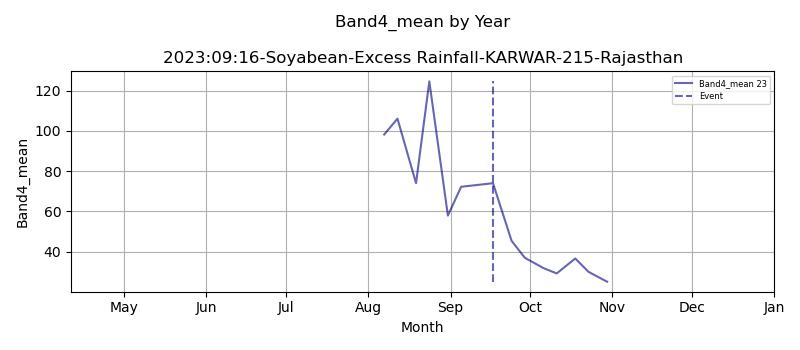 Band4_mean by Year
2023:09:16-Soyabean-Excess Rainfall-KARWAR-215-Rajasthan
Band4_mean 23
Event
120
100
80
60
40
Band4_mean
May Jun Jul Aug Sep Oct Nov Dec Jan
Month